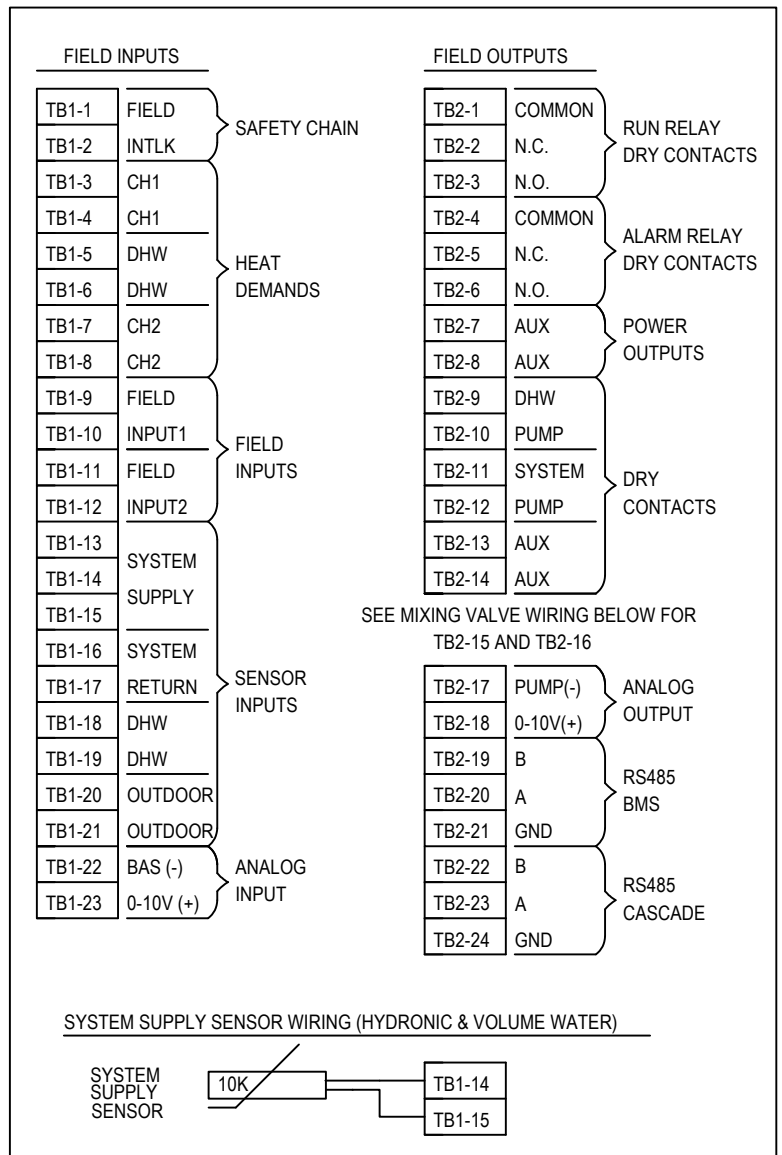 FIELD INPUTS
TB1-1 FIELD
TB1-2 INTLK
SAFETY CHAIN
TB1-3 CH1
TB1-4 CH1
TB1-5 DHW
TB1-6 DHW
TB1-7 CH2
TB1-8 CH2
HEAT
DEMANDS
TB1-9 FIELD
TB1-10 INPUT1
TB1-11 FIELD
TB1-12 INPUT2
FIELD
INPUTS
TB1-13
TB1-14
TB1-15
SYSTEM
SUPPLY
TB1-16 SYSTEM
TB1-17 RETURN
TB1-18 DHW
TB1-19 DHW
TB1-20 OUTDOOR
TB1-21 OUTDOOR
SENSOR
INPUTS
TB1-22 BAS (-)
TB1-23 0-10V (+)
ANALOG
INPUT
FIELD OUTPUTS
TB2-1 COMMON
TB2-2 N.C.
TB2-3 N.O.
RUN RELAY
DRY CONTACTS
TB2-4 COMMON
TB2-5 N.C.
TB2-6 N.O.
ALARM RELAY
DRY CONTACTS
TB2-7 AUX
TB2-8 AUX
POWER
OUTPUTS
TB2-9 DHW
TB2-10 PUMP
TB2-11 SYSTEM
TB2-12 PUMP
TB2-13 AUX
TB2-14 AUX
DRY
CONTACTS
SEE MIXING VALVE WIRING BELOW FOR
TB2-15 AND TB2-16
TB2-17 PUMP(-)
TB2-18 0-10V(+)
ANALOG
OUTPUT
TB2-19 B
TB2-20 A
TB2-21 GND
RS485
BMS
TB2-22 B
TB2-23 A
TB2-24 GND
RS485
CASCADE
SYSTEM SUPPLY SENSOR WIRING (HYDRONIC & VOLUME WATER)
SYSTEM
SUPPLY
SENSOR
10K
TB1-14
TB1-15